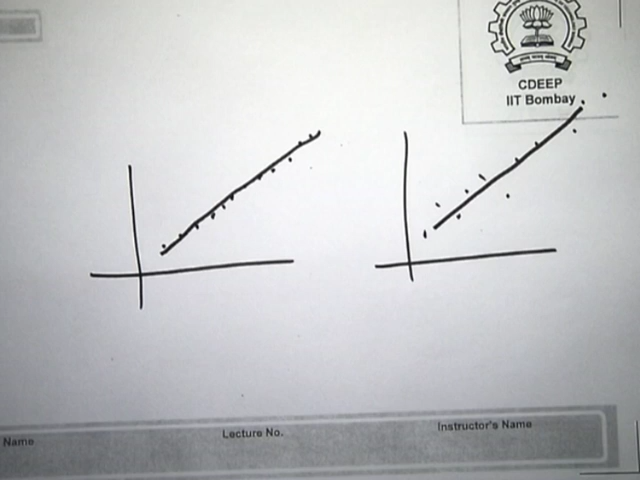 CDEEP
IIT Bombay
Name
Lecture No.
Instructor's Name